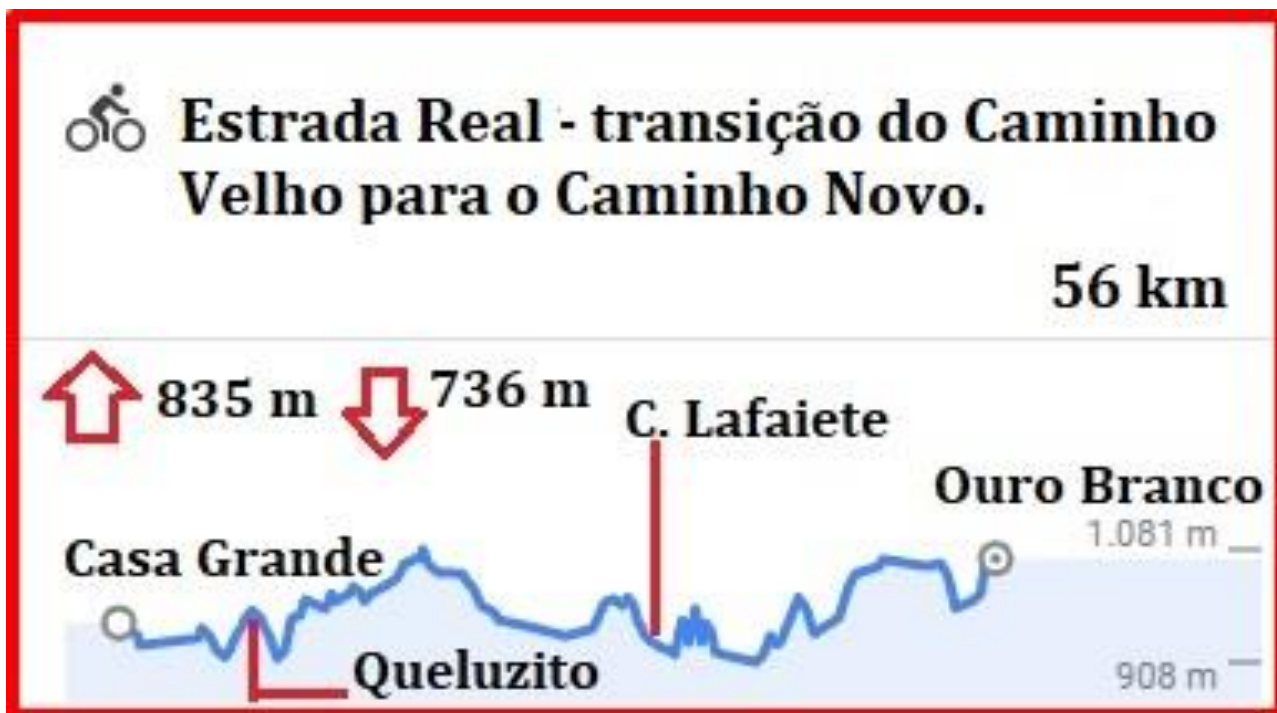 Estrada Real - transição do Caminho
Velho para o Caminho Novo.
56 km
835 m
736 m
C. Lafaiete
Ouro Branco
1.081 m
Casa Grande
Queluzito
908 m